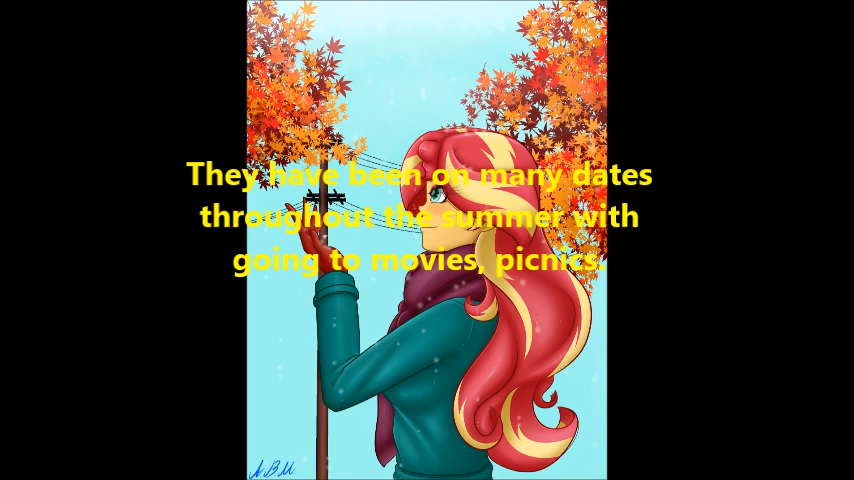 They have been on many dates
throughout the summer with
going to movies, picnics.
A.B.M.